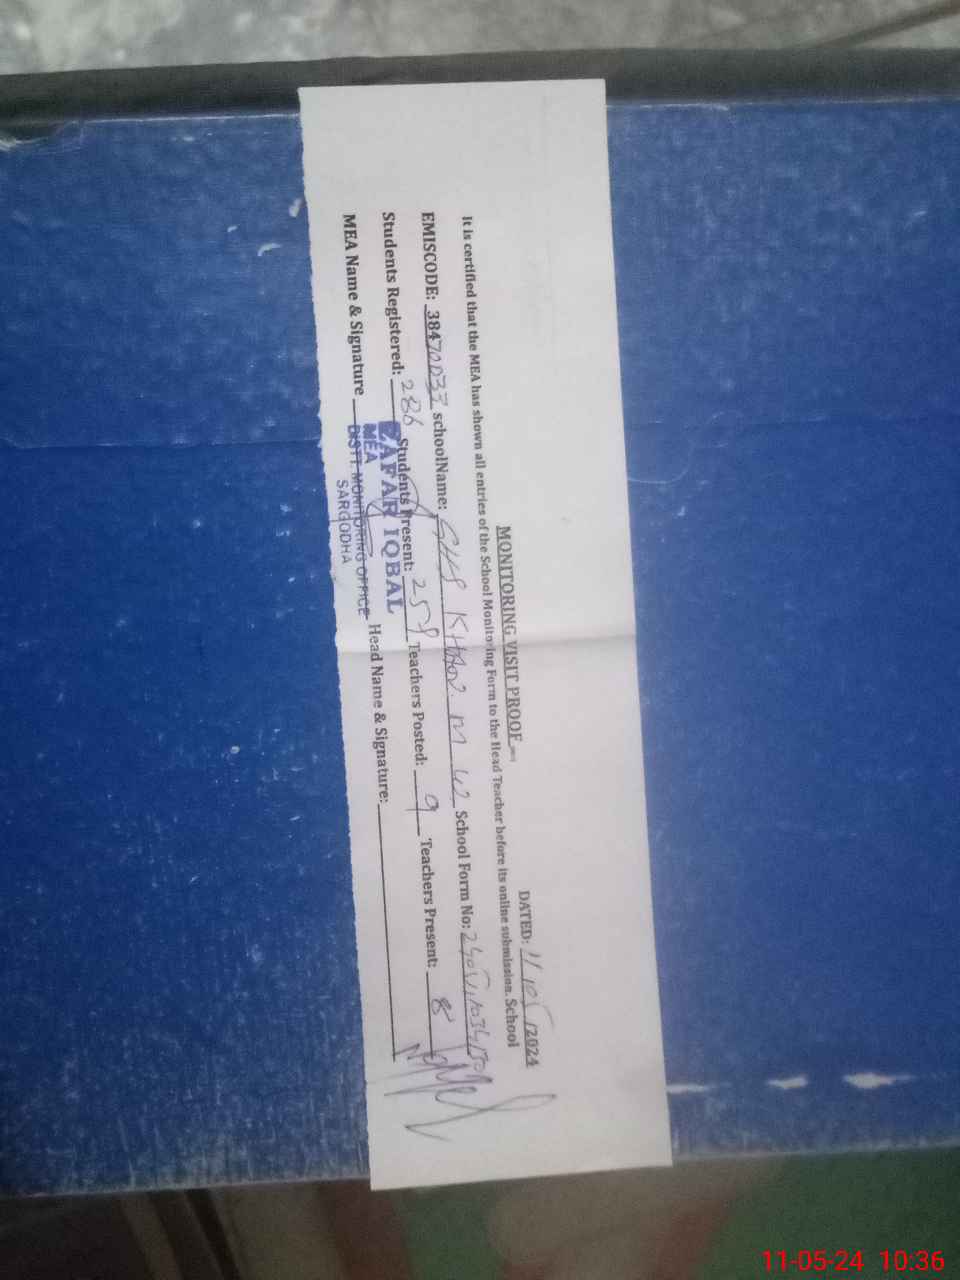 MONITORING VISIT PROOF
DATED: 11/05/2024
It is certified that the MEA has shown all entries of the School Monitoring Form to the Head Teacher before its online submission. School
EMISCODE: 38470033 schoolName: GHS KHAN. M School Form No:
Students Registered: 286 Students Present: 259 Teachers Posted: 9 Teachers Present: 8
MEA Name & Signature Head Name & Signature:
ZAFAR IQBAL
MEA
DISTT. MONITORING OFFICE
SARGODHA
11-05-24 10:36